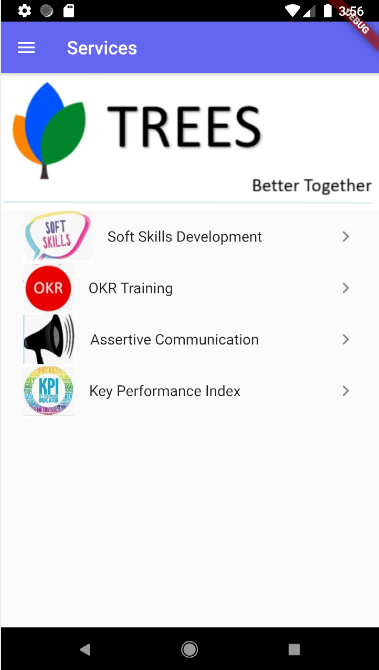 3:56
DEBUG
Services
TREES
Better Together
SOFT
SKILLS
Soft Skills Development
OKR
OKR Training
Assertive Communication
KPI
INDICATOR
Key Performance Index